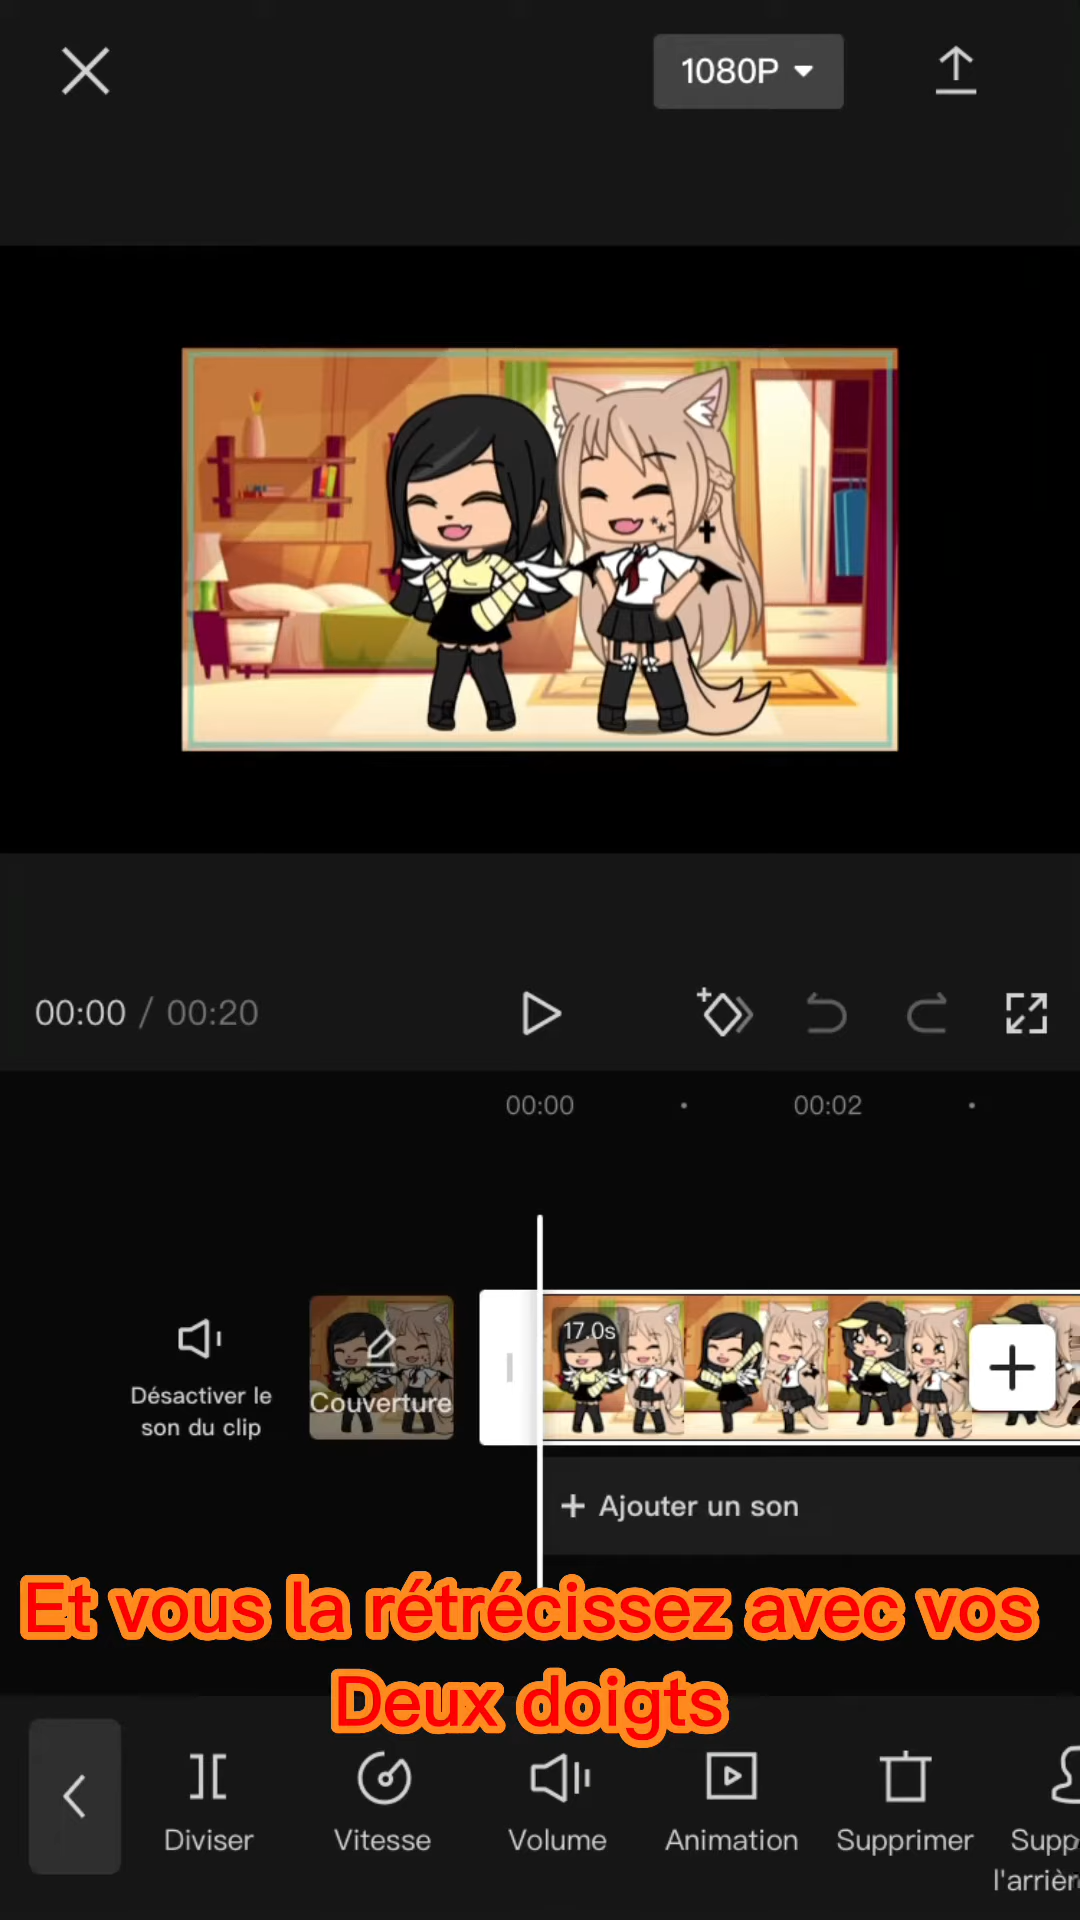 1080P
00:00 / 00:20
00:00
00:02
17.0s
Désactiver le
son du clip
Couverture
+ Ajouter un son
Et vous la rétrécissez avec vos
Deux doigts
Diviser
Vitesse
Volume
Animation
Supprimer
Supp
l'arrièr